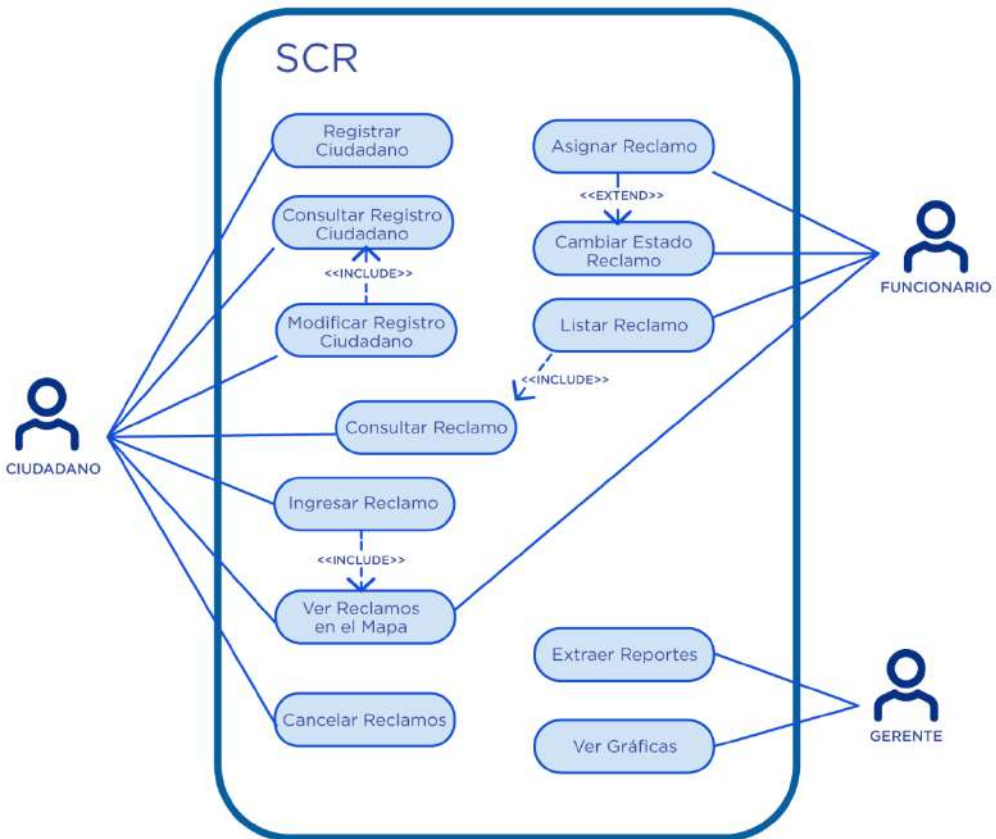 SCR
Registrar
Ciudadano
Consultar Registro
Ciudadano
<<INCLUDE>>
Modificar Registro
Ciudadano
Consultar Reclamo
Ingresar Reclamo
<<INCLUDE>>
Ver Reclamos
en el Mapa
Cancelar Reclamos
Asignar Reclamo
<<EXTEND>>
Cambiar Estado
Reclamo
Listar Reclamo
<<INCLUDE>>
Extraer Reportes
Ver Gráficas
CIUDADANO
FUNCIONARIO
GERENTE